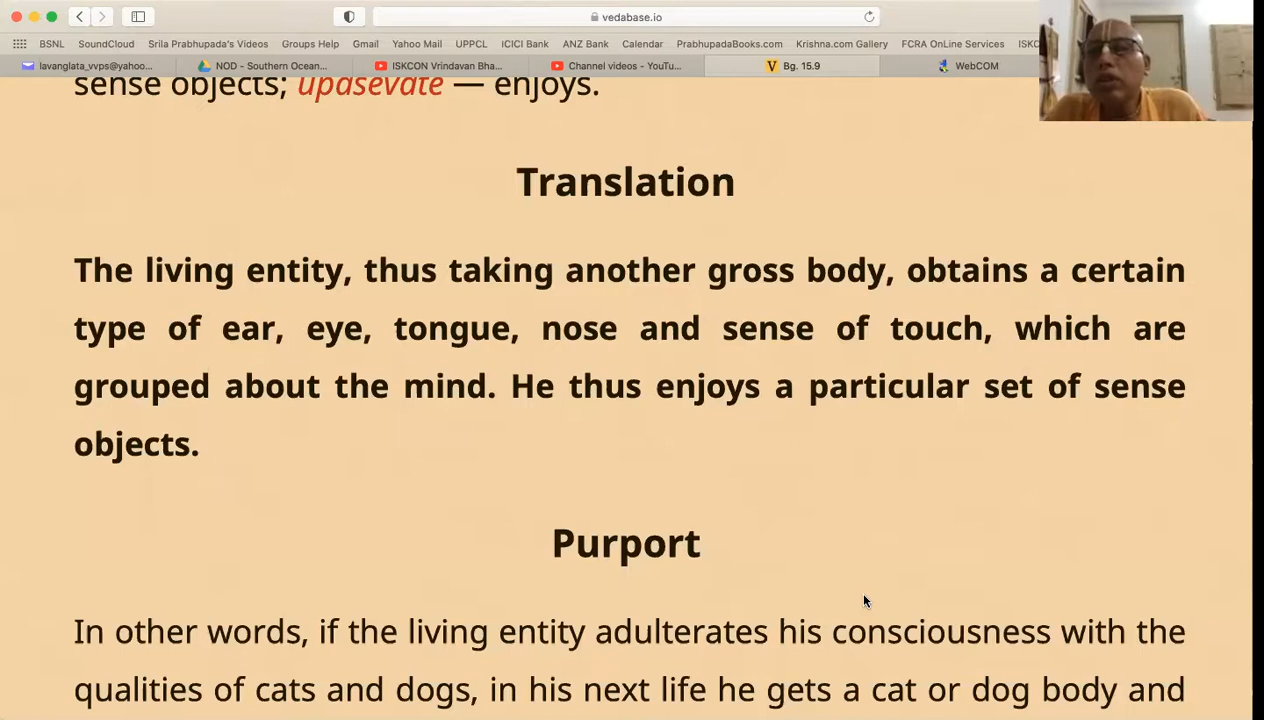 vedabase.io
BSNL SoundCloud Srila Prabhupada's Videos Groups Help Gmail Yahoo Mail UPPCL ICICI Bank ANZ Bank Calendar PrabhupadaBooks.com Krishna.com Gallery FCRA OnLine Services ISKC
lavanglata_vvps@yahoo... NOD - Southern Ocean... ISKCON Vrindavan Bha... Channel videos - YouTu... Bg. 15.9 WebCOM
sense objects; upasevate — enjoys.
Translation
The living entity, thus taking another gross body, obtains a certain
type of ear, eye, tongue, nose and sense of touch, which are
grouped about the mind. He thus enjoys a particular set of sense
objects.
Purport
In other words, if the living entity adulterates his consciousness with the
qualities of cats and dogs, in his next life he gets a cat or dog body and